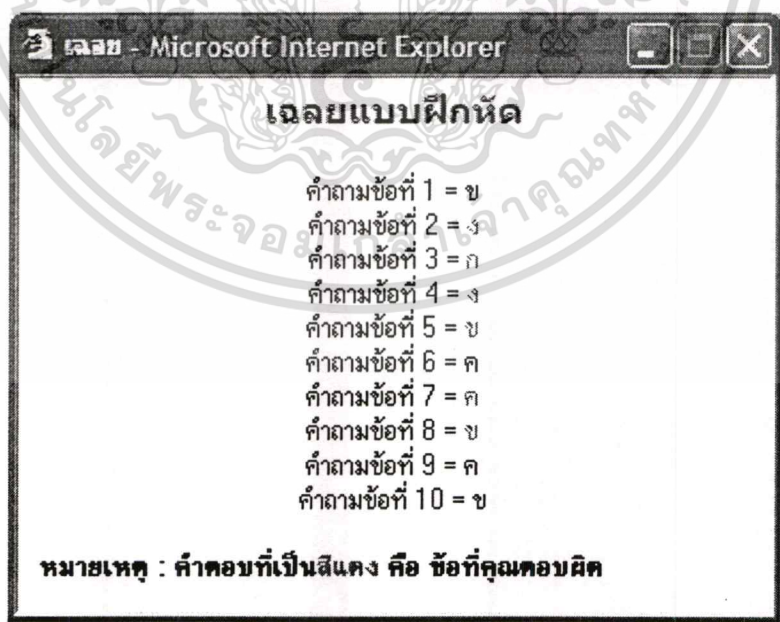 เฉลย - Microsoft Internet Explorer
เฉลยแบบฝึกหัด
คำถามข้อที่ 1 = ข
คำถามข้อที่ 2 = ง
คำถามข้อที่ 3 = ก
คำถามข้อที่ 4 = ง
คำถามข้อที่ 5 = ข
คำถามข้อที่ 6 = ค
คำถามข้อที่ 7 = ค
คำถามข้อที่ 8 = ข
คำถามข้อที่ 9 = ค
คำถามข้อที่ 10 = ข
หมายเหตุ : คำตอบที่เป็นสีแดง คือ ข้อที่คุณตอบผิด